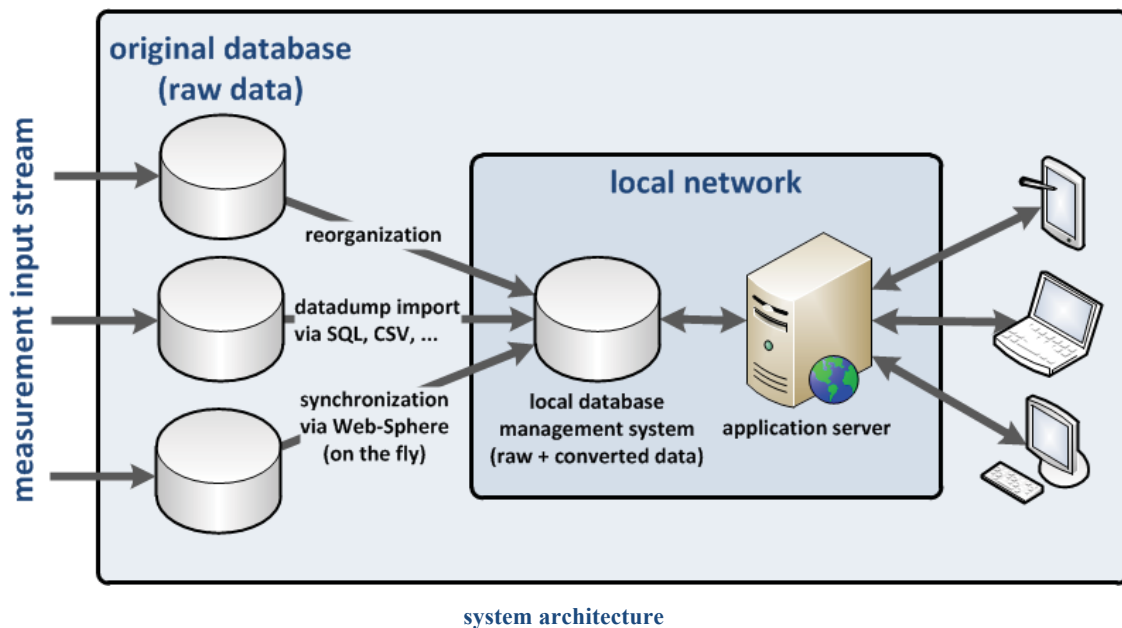 original database
(raw data)
measurement input stream
local network
reorganization
datadump import
via SQL, CSV, ...
synchronization
via Web-Sphere
(on the fly)
local database
management system
(raw + converted data)
application server
system architecture